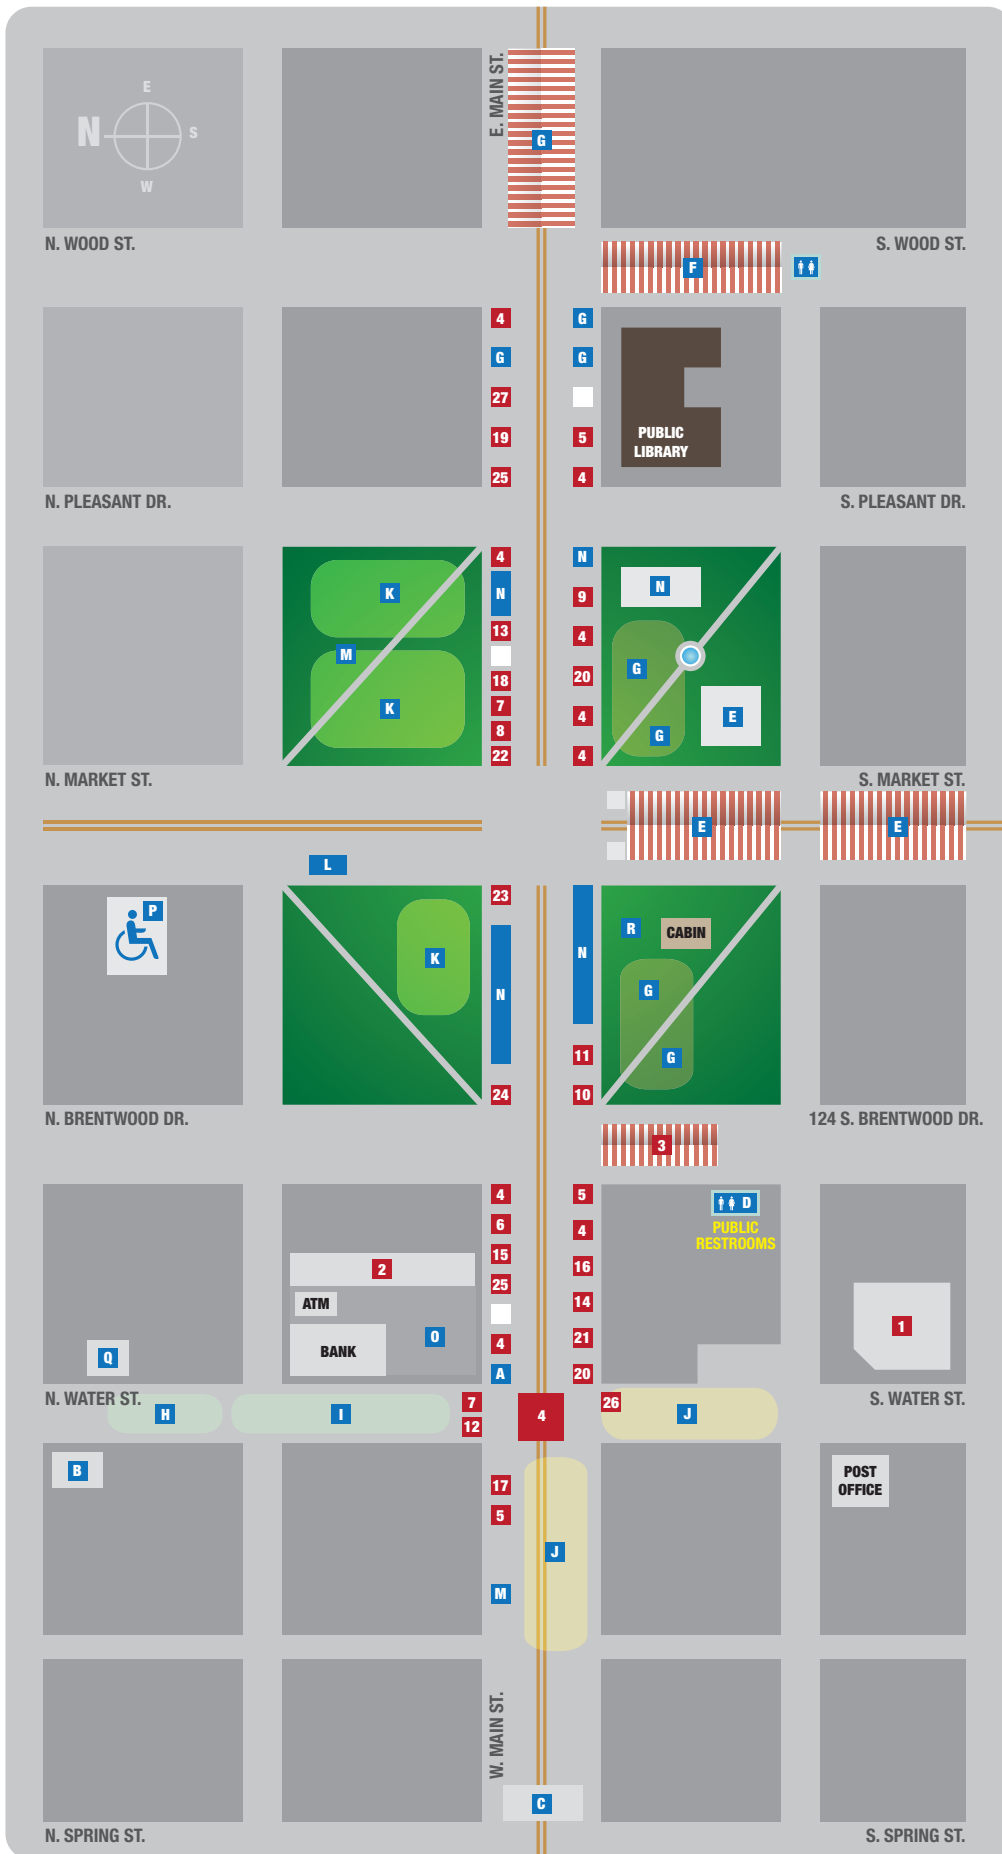 E
N
S
W
E. MAIN ST.
G
N. WOOD ST.
S. WOOD ST.
F
4
G
G
G
27
19
5
25
4
PUBLIC
LIBRARY
N. PLEASANT DR.
S. PLEASANT DR.
4
N
N
9
13
4
18
20
7
8
4
22
4
K
M
K
N
G
E
G
N. MARKET ST.
S. MARKET ST.
E
E
L
P
23
N
R
CABIN
K
N
G
G
11
24
10
N. BRENTWOOD DR.
124 S. BRENTWOOD DR.
3
4
5
6
4
15
16
25
14
4
21
A
20
D
PUBLIC
RESTROOMS
2
ATM
BANK
O
1
Q
N. WATER ST.
S. WATER ST.
H
I
7
12
4
26
J
B
17
5
POST
OFFICE
J
M
W. MAIN ST.
C
N. SPRING ST.
S. SPRING ST.